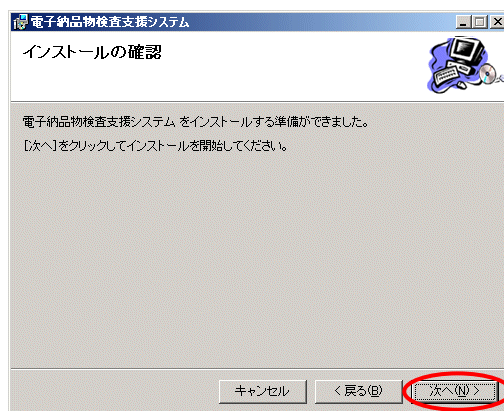 電子納品物検査支援システム
インストールの確認
電子納品物検査支援システム をインストールする準備ができました。
[次へ]をクリックしてインストールを開始してください。
キャンセル
< 戻る(B)
次へ(N) >